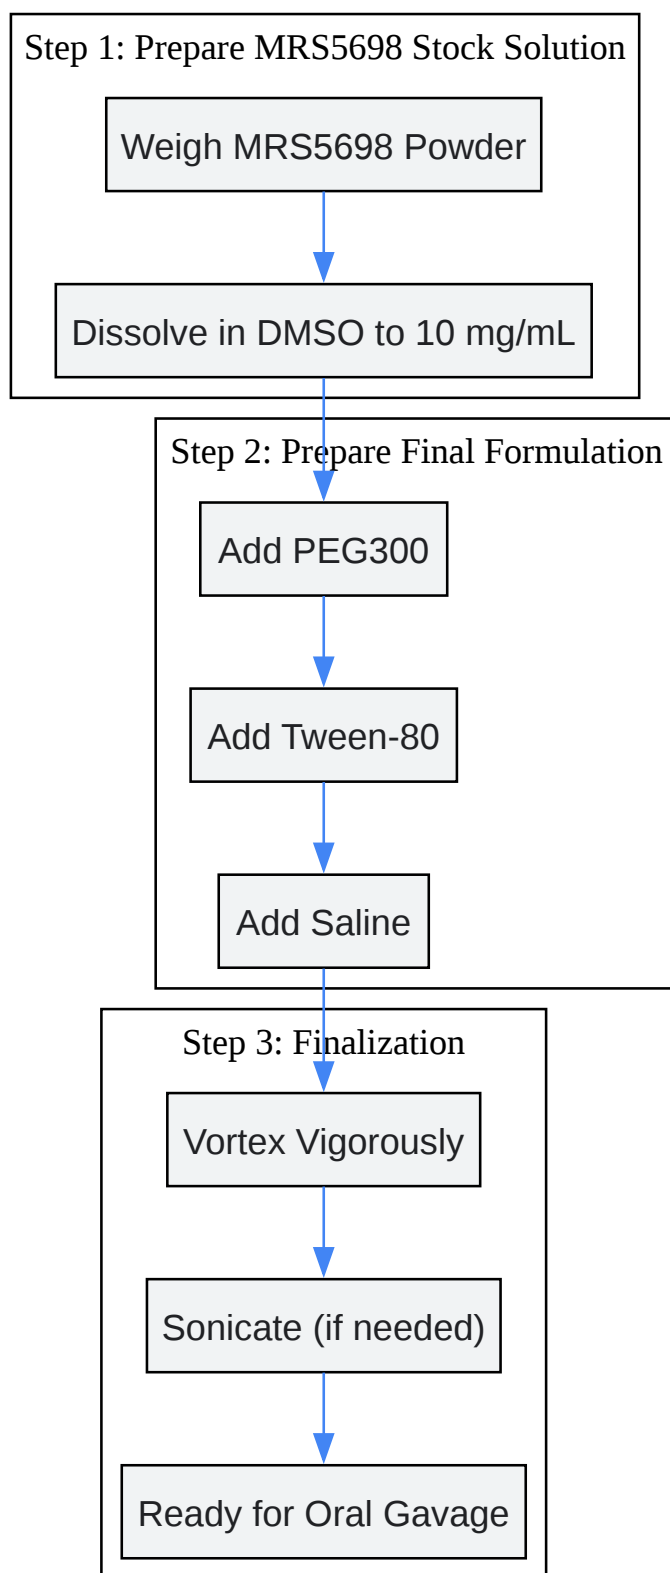 Step 1: Prepare MRS5698 Stock Solution
Weigh MRS5698 Powder
Dissolve in DMSO to 10 mg/mL
Step 2: Prepare Final Formulation
Add PEG300
Add Tween-80
Add Saline
Step 3: Finalization
Vortex Vigorously
Sonicate (if needed)
Ready for Oral Gavage